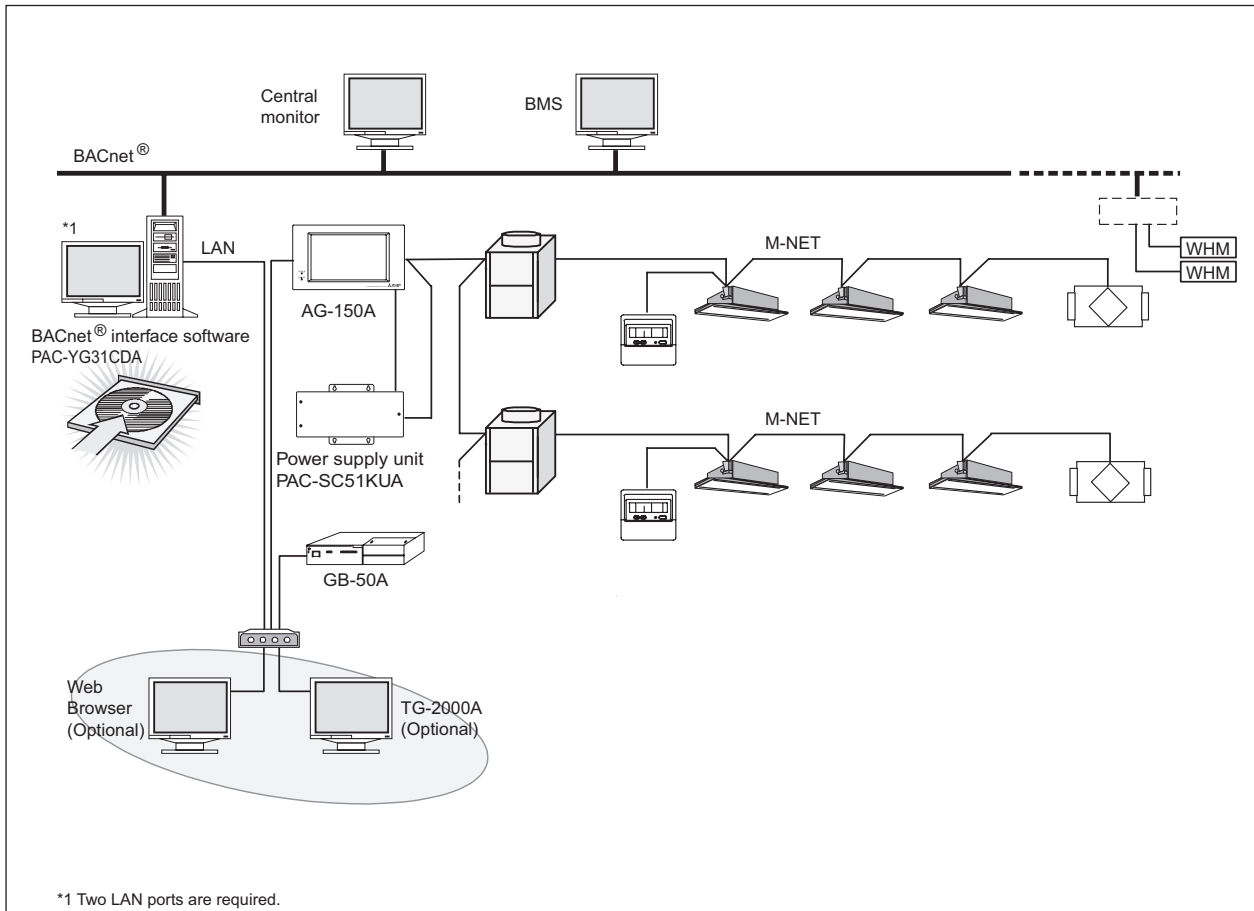 Central
monitor
BMS
BACnet ®
*1
LAN
M-NET
WHM
WHM
AG-150A
BACnet ® interface software
PAC-YG31CDA
Power supply unit
PAC-SC51KUA
M-NET
GB-50A
Web
Browser
(Optional)
TG-2000A
(Optional)
*1 Two LAN ports are required.